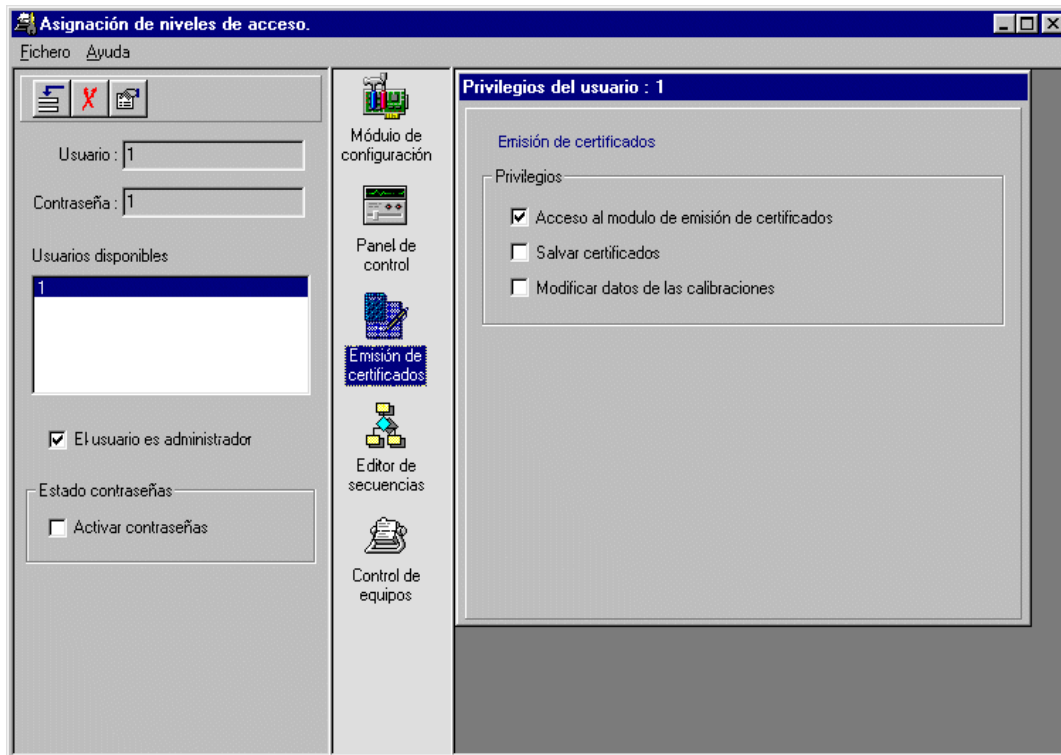 Asignación de niveles de acceso.
Fichero Ayuda
Usuario : 1
Contraseña : 1
Usuarios disponibles
1
El usuario es administrador
Estado contraseñas
Activar contraseñas
Módulo de
configuración
Panel de
control
Emisión de
certificados
Editor de
secuencias
Control de
equipos
Privilegios del usuario : 1
Emisión de certificados
Privilegios
Acceso al modulo de emisión de certificados
Salvar certificados
Modificar datos de las calibraciones